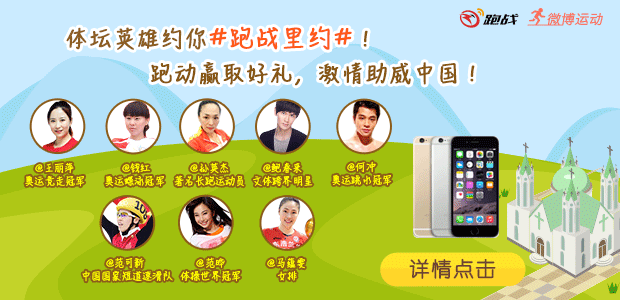 跑战
微博运动
体坛英雄约你#跑战里约#！
跑动赢取好礼，激情助威中国！
@王丽萍
奥运竞走冠军
@钱红
奥运蝶泳冠军
@孙英杰
著名长跑运动员
@鲍春来
文体跨界明星
@何冲
奥运跳水冠军
@范可新
中国国家短道速滑队
@范晔
体操世界冠军
@马蕴雯
女排
详情点击